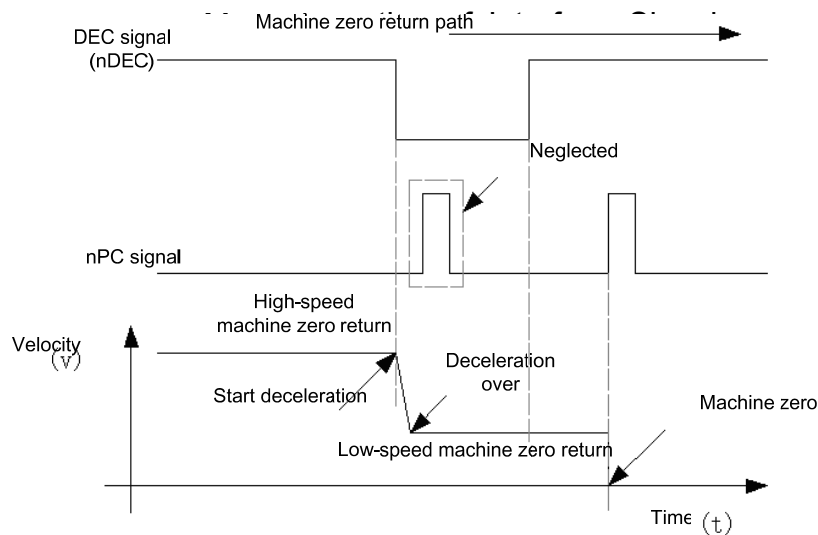 Machine zero return path
DEC signal
(nDEC)
Neglected
nPC signal
High-speed
machine zero return
Velocity
(v)
Deceleration
over
Start deceleration
Machine zero
Low-speed machine zero return
Time (t)